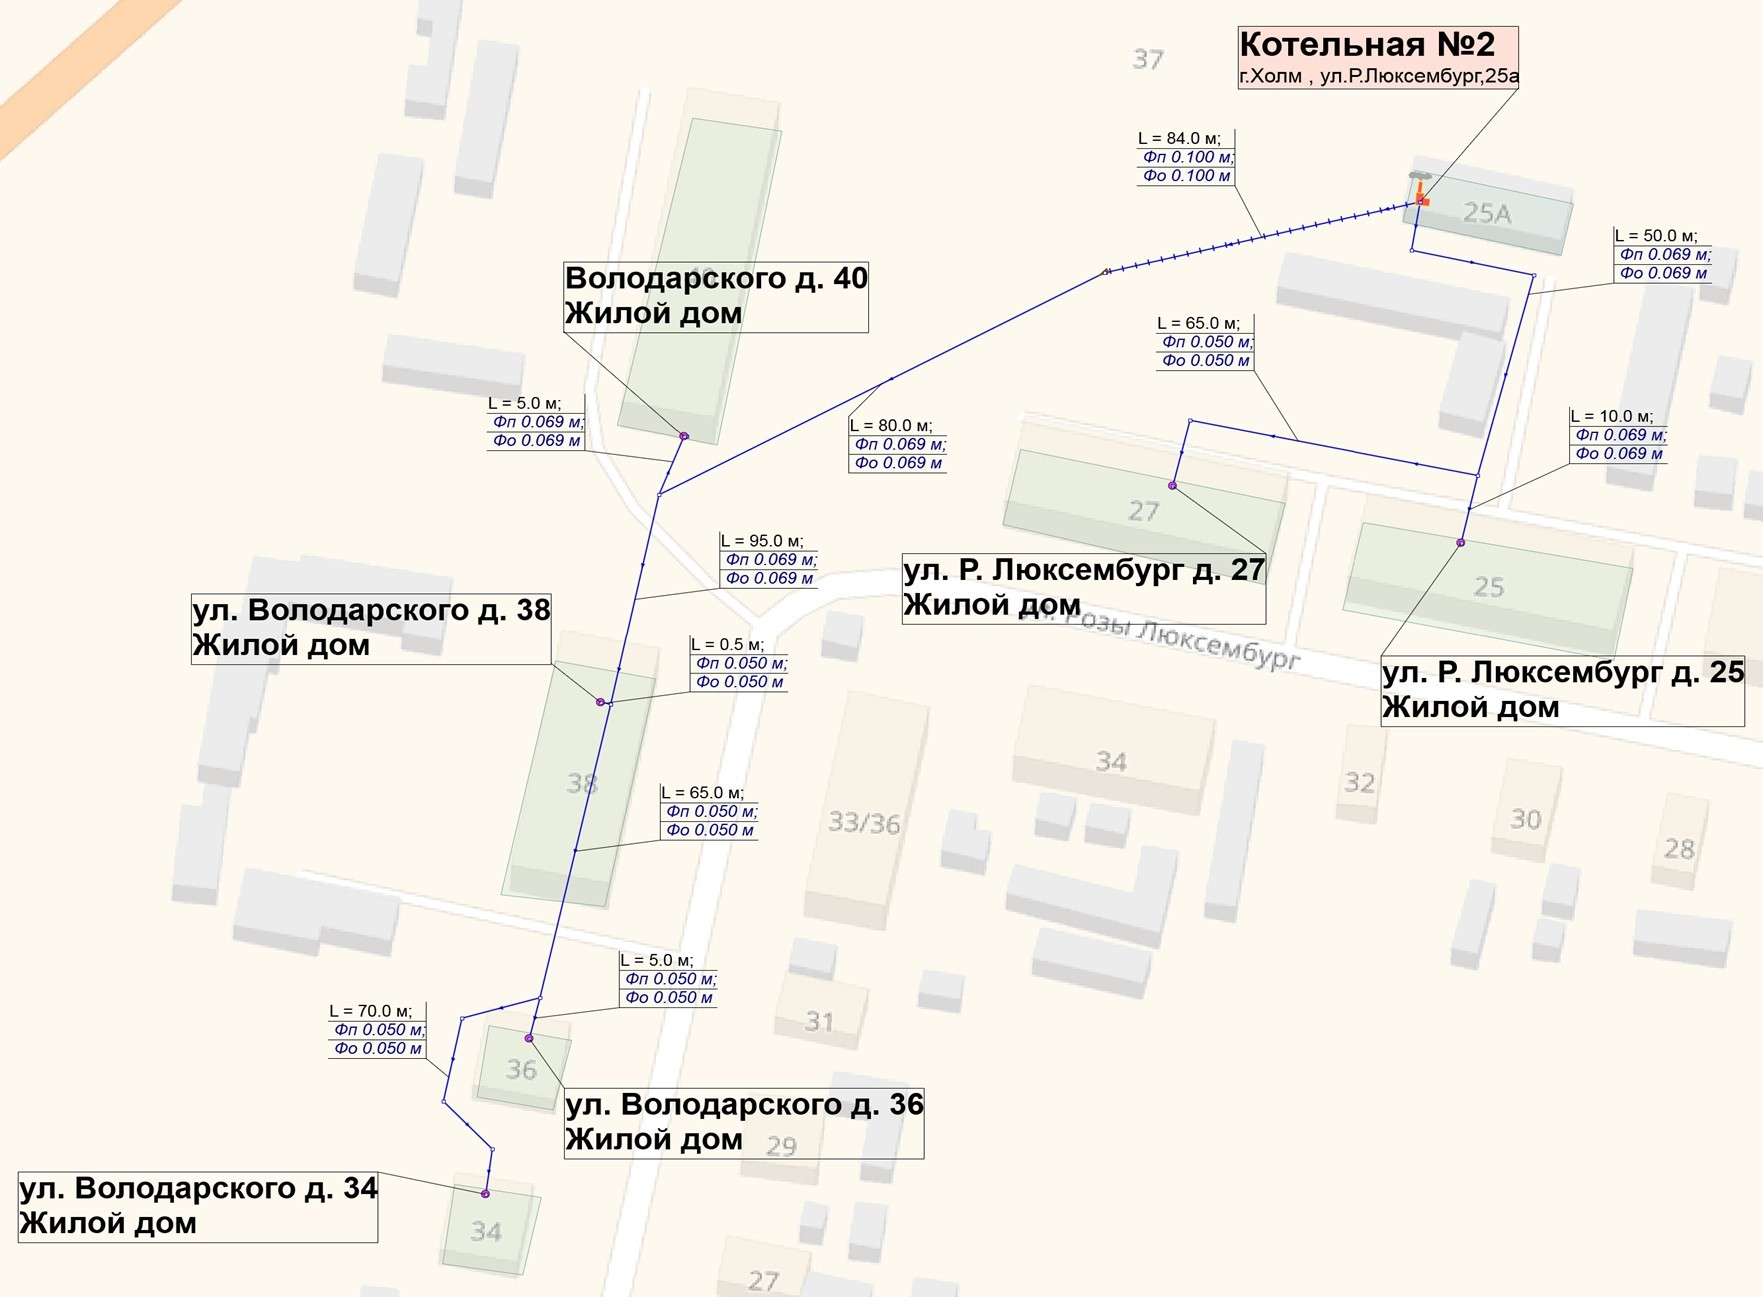 37
Котельная №2
г.Холм , ул.Р.Люксембург,25а
L = 84.0 м;
Фп 0.100 м;
Фо 0.100 м
25А
L = 50.0 м;
Фп 0.069 м;
Фо 0.069 м
Володарского д. 40
Жилой дом
L = 65.0 м;
Фп 0.050 м;
Фо 0.050 м
L = 5.0 м;
Фп 0.069 м;
Фо 0.069 м
L = 80.0 м;
Фп 0.069 м;
Фо 0.069 м
L = 10.0 м;
Фп 0.069 м;
Фо 0.069 м
27
L = 95.0 м;
Фп 0.069 м;
Фо 0.069 м
ул. Р. Люксембург д. 27
Жилой дом
25
ул. Розы Люксембург
ул. Володарского д. 38
Жилой дом
L = 0.5 м;
Фп 0.050 м;
Фо 0.050 м
ул. Р. Люксембург д. 25
Жилой дом
38
L = 65.0 м;
Фп 0.050 м;
Фо 0.050 м
33/36
34
32
30
28
L = 5.0 м;
Фп 0.050 м;
Фо 0.050 м
L = 70.0 м;
Фп 0.050 м;
Фо 0.050 м
31
36
ул. Володарского д. 36
Жилой дом
29
ул. Володарского д. 34
Жилой дом
34
27